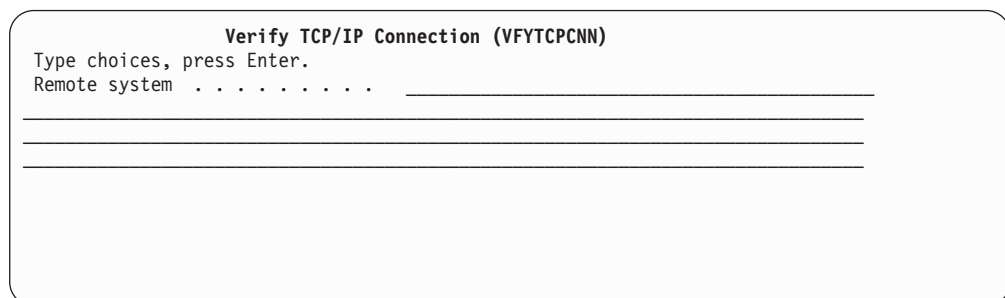 Verify TCP/IP Connection (VFYTCPCNN)
Type choices, press Enter.
Remote system . . . . . . . . .